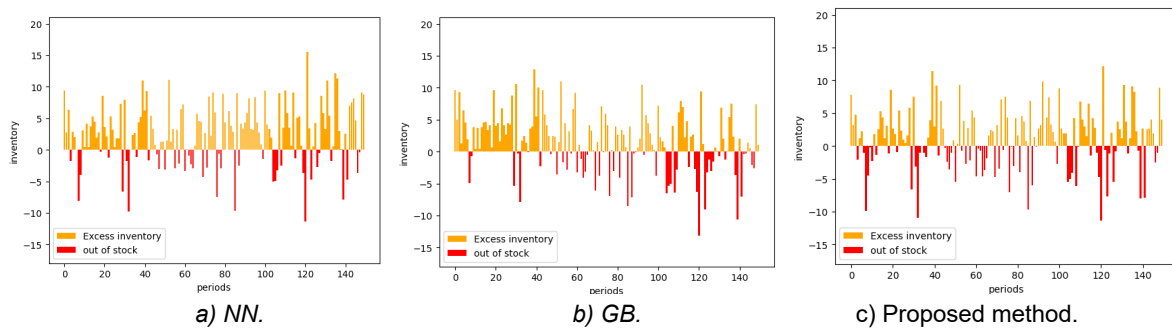 20
15
10
5
0
−5
−10
−15
inventory
Excess inventory
out of stock
0 20 40 60 80 100 120 140
periods
a) NN.
20
15
10
5
0
−5
−10
−15
inventory
Excess inventory
out of stock
0 20 40 60 80 100 120 140
periods
b) GB.
20
15
10
5
0
−5
−10
−15
inventory
Excess inventory
out of stock
0 20 40 60 80 100 120 140
periods
c) Proposed method.